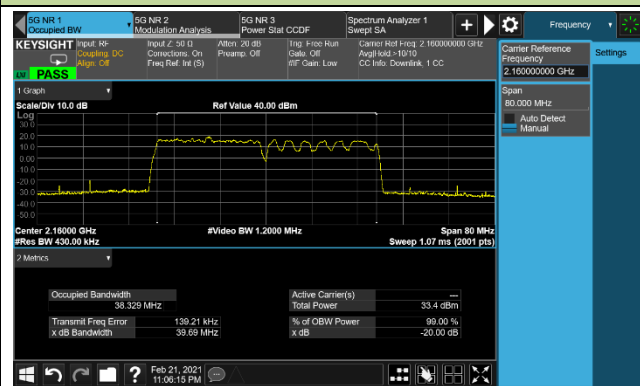 5G NR 1
Occupied BW
5G NR 2
Modulation Analysis
5G NR 3
Power Stat CCDF
Spectrum Analyzer 1
Swept SA
Frequency
KEYSIGHT
Input: RF
Coupling: DC
Align: Off
Input Z: 50 Ω
Corrections: On
Freq Ref: Int (S)
Atten: 20 dB
Preamp: Off
Trig: Free Run
Gate: Off
#IF Gain: Low
Carrier Ref Freq: 2.160000000 GHz
Avg|Hold:>10/10
CC Info: Downlink, 1 CC
LXI PASS
Carrier Reference
Frequency
2.160000000 GHz
Span
80.000 MHz
Auto Detect
Manual
Settings
1 Graph
Scale/Div 10.0 dB
Ref Value 40.00 dBm
Log
30.0
20.0
10.0
0.00
-10.0
-20.0
-30.0
-40.0
-50.0
Center 2.16000 GHz
#Video BW 1.2000 MHz
Span 80 MHz
#Res BW 430.00 kHz
Sweep 1.07 ms (2001 pts)
2 Metrics
Occupied Bandwidth
38.329 MHz
Transmit Freq Error 139.21 kHz
x dB Bandwidth 39.69 MHz
Active Carrier(s) ---
Total Power 33.4 dBm
% of OBW Power 99.00 %
x dB -20.00 dB
Feb 21, 2021
11:06:15 PM